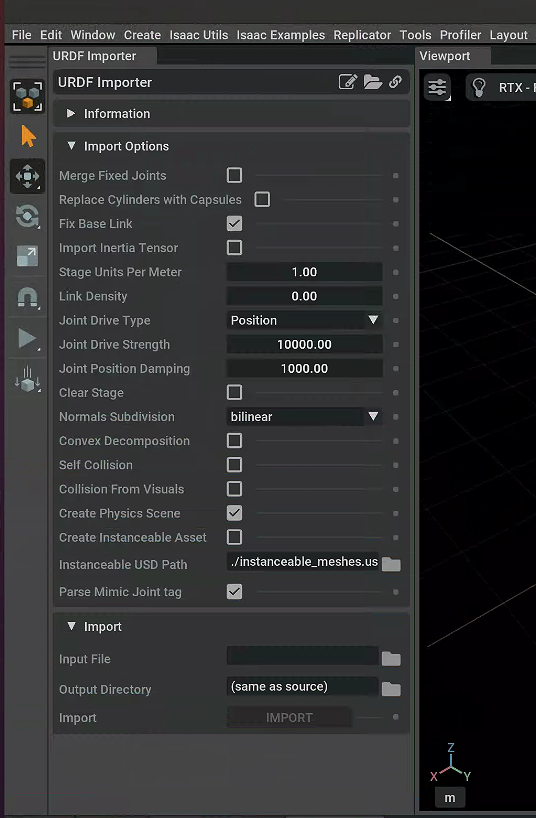 File Edit Window Create Isaac Utils Isaac Examples Replicator Tools Profiler Layout
URDF Importer
Viewport
URDF Importer
RTX -
Information
Import Options
Merge Fixed Joints
Replace Cylinders with Capsules
Fix Base Link
Import Inertia Tensor
Stage Units Per Meter 1.00
Link Density 0.00
Joint Drive Type Position
Joint Drive Strength 10000.00
Joint Position Damping 1000.00
Clear Stage
Normals Subdivision bilinear
Convex Decomposition
Self Collision
Collision From Visuals
Create Physics Scene
Create Instanceable Asset
Instanceable USD Path ./instanceable_meshes.us
Parse Mimic Joint tag
Import
Input File
Output Directory (same as source)
Import IMPORT
Z
X Y
m